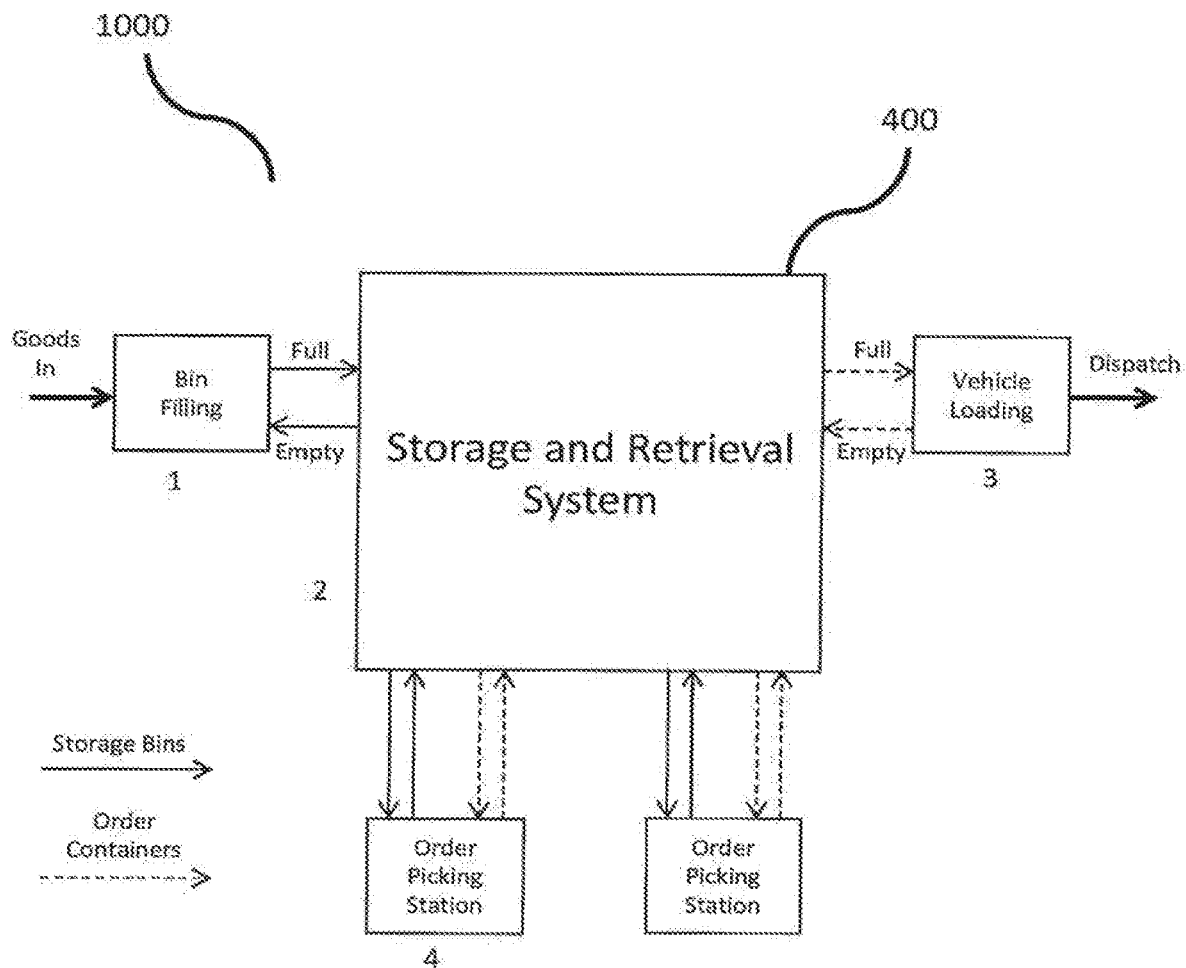 1000
400
Goods
In
Bin
Filling
1
Full
Empty
Storage and Retrieval
System
2
Full
Empty
Vehicle
Loading
3
Dispatch
Storage Bins
Order
Containers
Order
Picking
Station
4
Order
Picking
Station